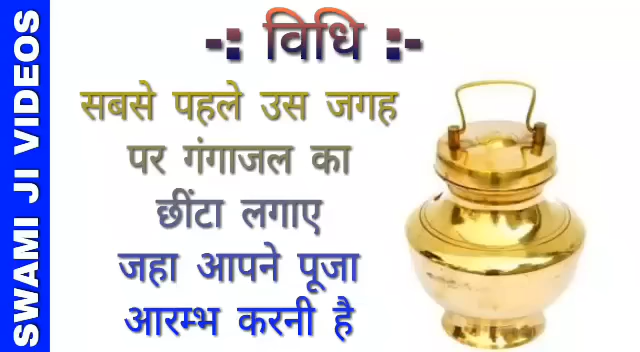 SWAMI JI VIDEOS
-: विधि :-
सबसे पहले उस जगह
पर गंगाजल का
छींटा लगाए
जहा आपने पूजा
आरम्भ करनी है